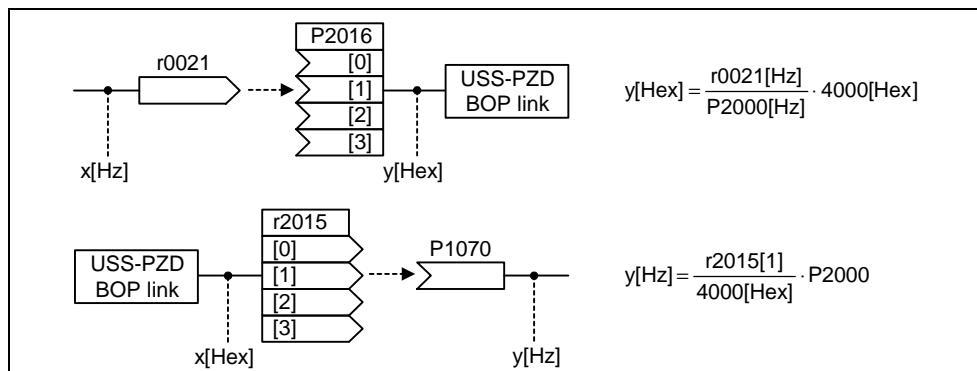 P2016
r0021
[0]
[1]
[2]
[3]
USS-PZD
BOP link
x[Hz]
y[Hex]
y[Hex] = r0021[Hz] / P2000[Hz] · 4000[Hex]
r2015
[0]
[1]
[2]
[3]
USS-PZD
BOP link
P1070
x[Hex]
y[Hz]
y[Hz] = r2015[1] / 4000[Hex] · P2000